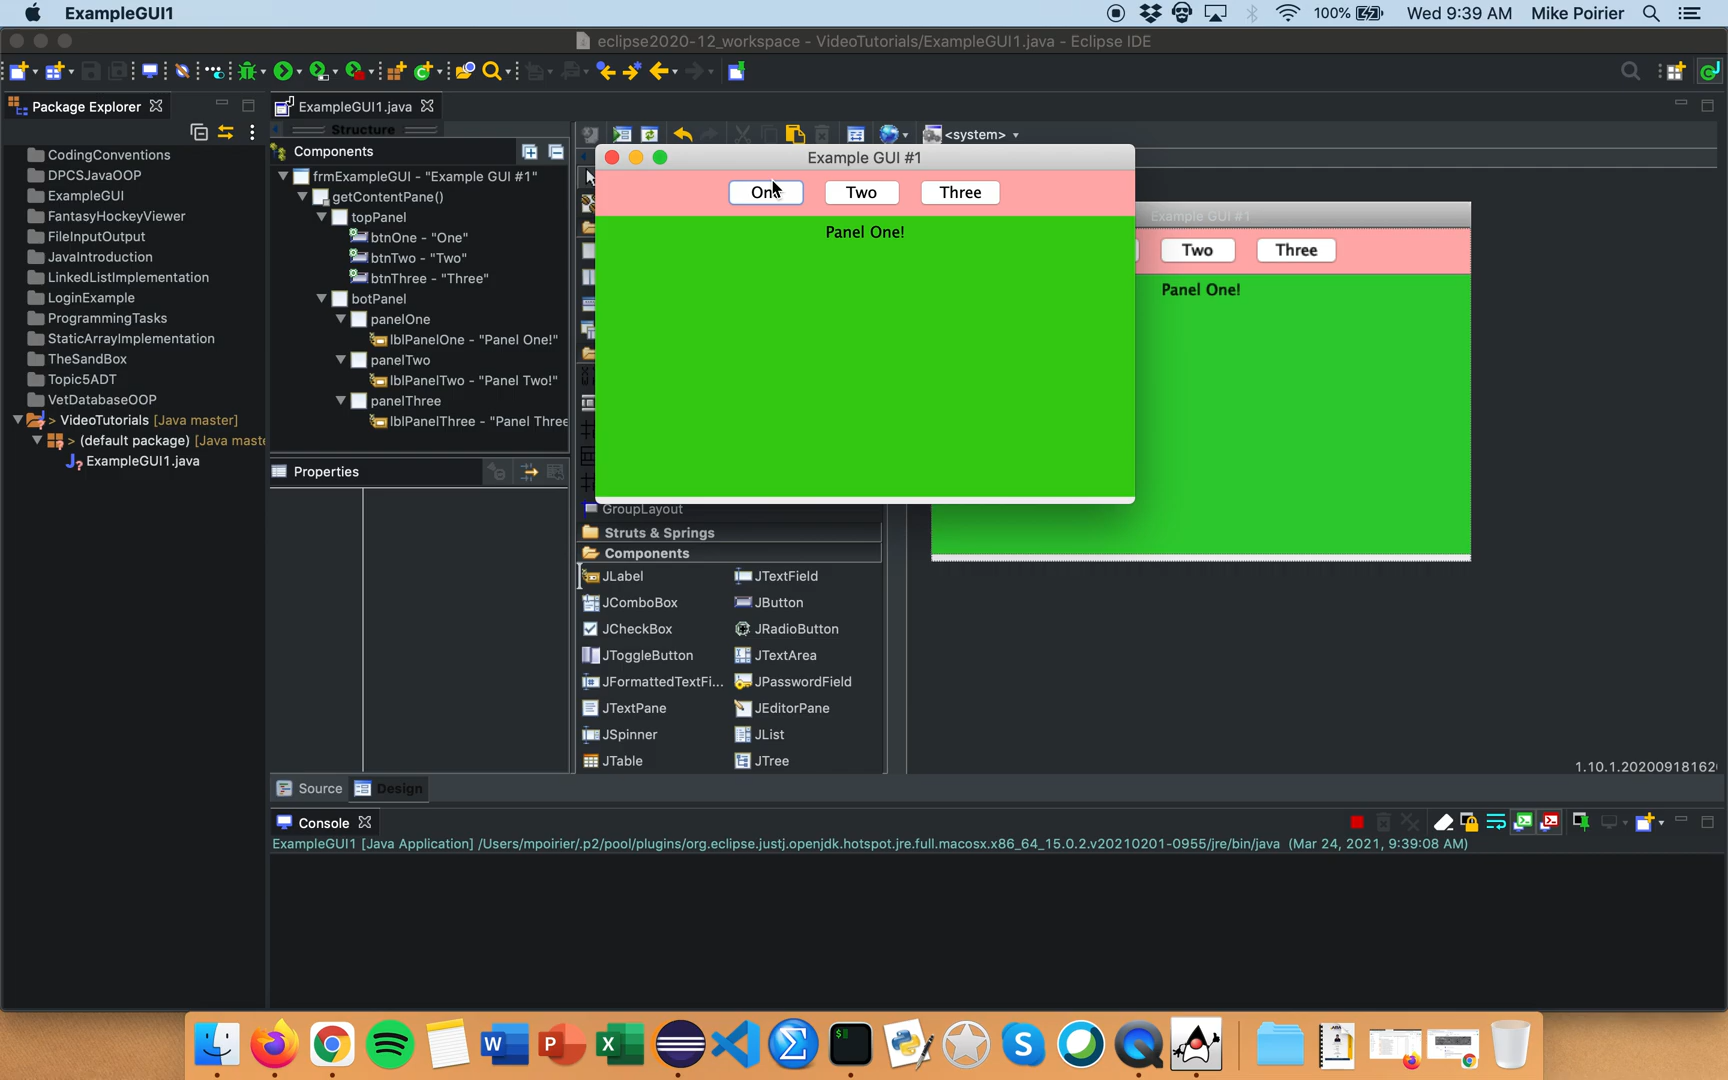 ExampleGUI1
100%
Wed 9:39 AM
Mike Poirier
eclipse2020-12_workspace - VideoTutorials/ExampleGUI1.java - Eclipse IDE
Package Explorer
CodingConventions
DPCSJavaOOP
ExampleGUI
FantasyHockeyViewer
FileInputOutput
JavaIntroduction
LinkedListImplementation
LoginExample
ProgrammingTasks
StaticArrayImplementation
TheSandBox
Topic5ADT
VetDatabaseOOP
> VideoTutorials [Java master]
> (default package) [Java maste
ExampleGUI1.java
ExampleGUI1.java
Structure
Components
frmExampleGUI - "Example GUI #1"
getContentPane()
topPanel
btnOne - "One"
btnTwo - "Two"
btnThree - "Three"
botPanel
panelOne
lblPanelOne - "Panel One!"
panelTwo
lblPanelTwo - "Panel Two!"
panelThree
lblPanelThree - "Panel Three
Properties
<system>
Example GUI #1
One
Two
Three
Panel One!
Example GUI #1
Two
Three
Panel One!
GroupLayout
Struts & Springs
Components
JLabel
JTextField
JComboBox
JButton
JCheckBox
JRadioButton
JToggleButton
JTextArea
JFormattedTextFi...
JPasswordField
JTextPane
JEditorPane
JSpinner
JList
JTable
JTree
1.10.1.20200918162
Source
Design
Console
ExampleGUI1 [Java Application] /Users/mpoirier/.p2/pool/plugins/org.eclipse.justj.openjdk.hotspot.jre.full.macosx.x86_64_15.0.2.v20210201-0955/jre/bin/java (Mar 24, 2021, 9:39:08 AM)